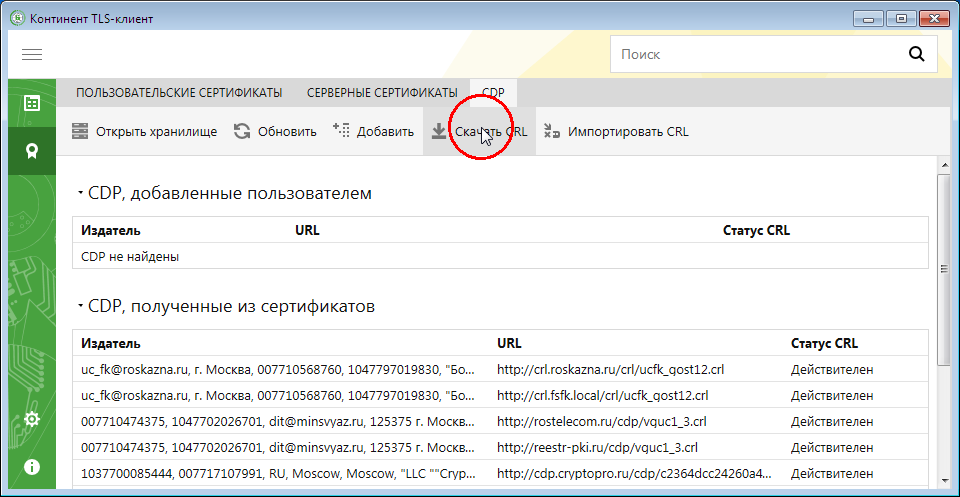 Континент TLS-клиент
Поиск
ПОЛЬЗОВАТЕЛЬСКИЕ СЕРТИФИКАТЫ СЕРВЕРНЫЕ СЕРТИФИКАТЫ CDP
Открыть хранилище Обновить Добавить Скачать CRL Импортировать CRL
CDP, добавленные пользователем
Издатель URL Статус CRL
CDP не найдены
CDP, полученные из сертификатов
Издатель URL Статус CRL
uc_fk@roskazna.ru, г. Москва, 007710568760, 1047797019830, "Бо... http://crl.roskazna.ru/crl/ucfk_gost12.crl Действителен
uc_fk@roskazna.ru, г. Москва, 007710568760, 1047797019830, "Бо... http://crl.fsfk.local/crl/ucfk_gost12.crl Действителен
007710474375, 1047702026701, dit@minsvyaz.ru, 125375 г. Москв... http://rostelecom.ru/cdp/vguc1_3.crl Действителен
007710474375, 1047702026701, dit@minsvyaz.ru, 125375 г. Москв... http://reestr-pki.ru/cdp/vguc1_3.crl Действителен
1037700085444, 007717107991, RU, Moscow, Moscow, "LLC ""Cryp... http://cdp.cryptopro.ru/cdp/c2364dcc24260a4... Действителен